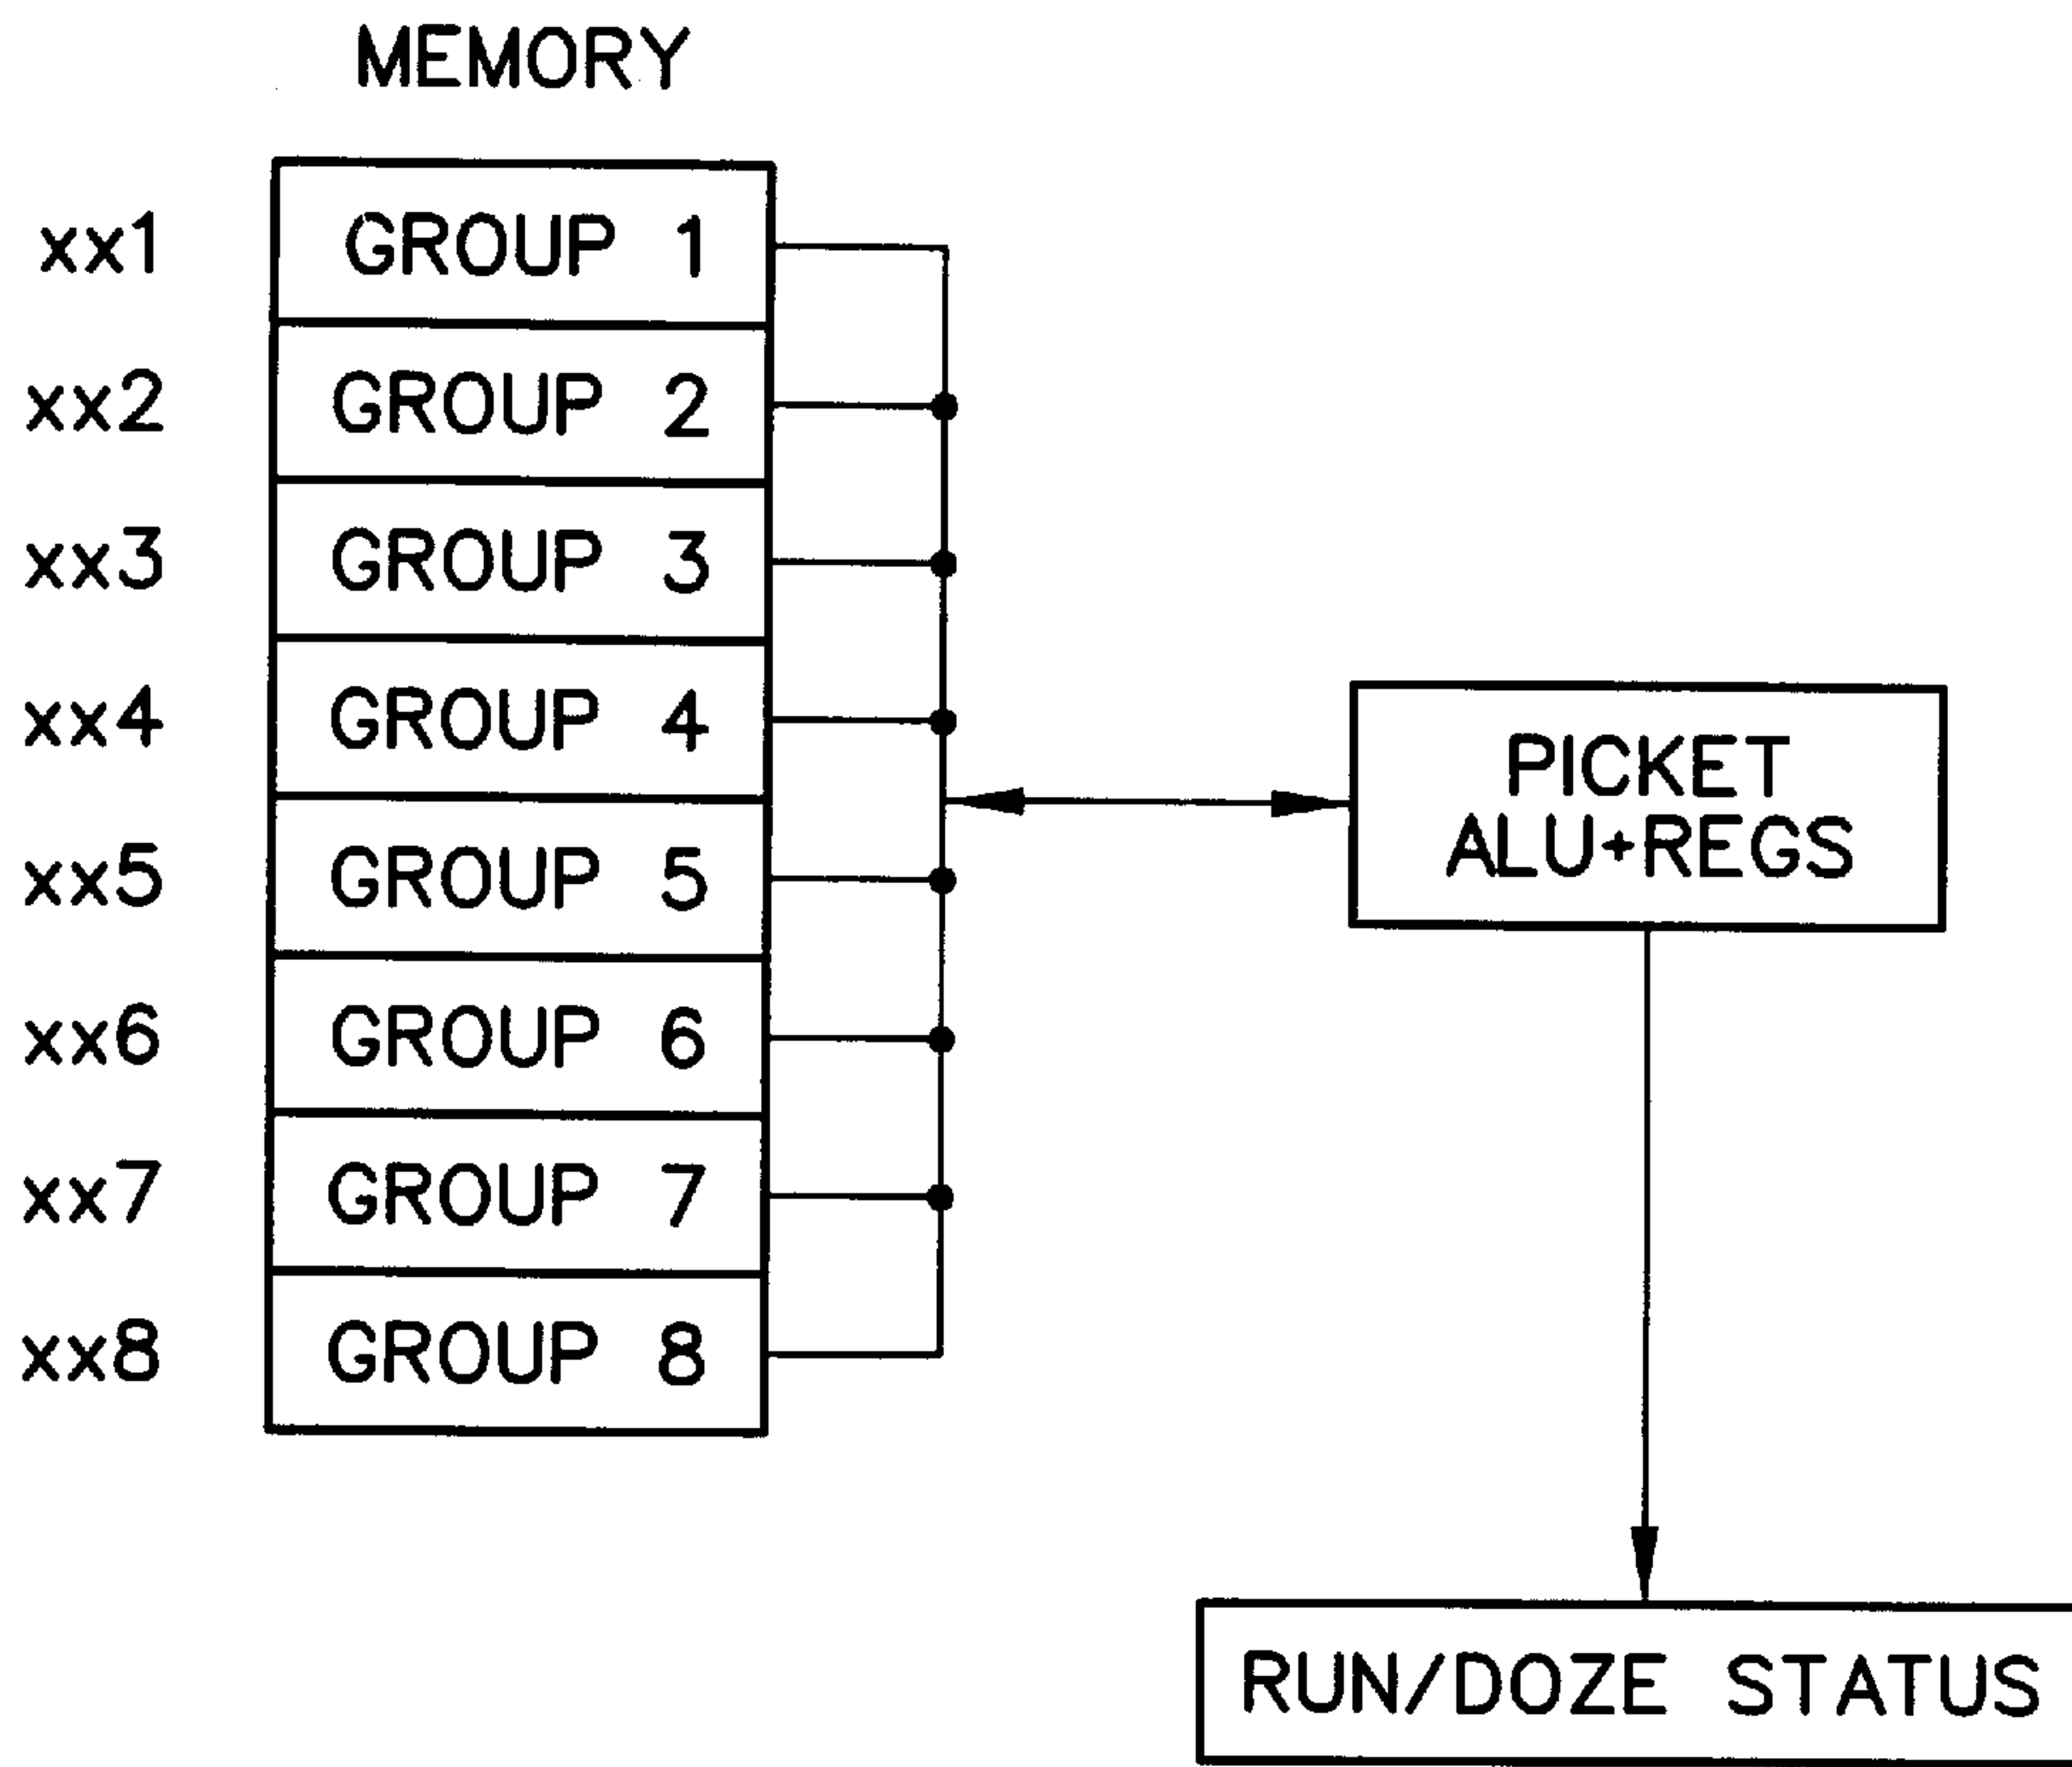 MEMORY
xx1 GROUP 1
xx2 GROUP 2
xx3 GROUP 3
xx4 GROUP 4
xx5 GROUP 5
xx6 GROUP 6
xx7 GROUP 7
xx8 GROUP 8
PICKET
ALU+REGS
RUN/DOZE STATUS